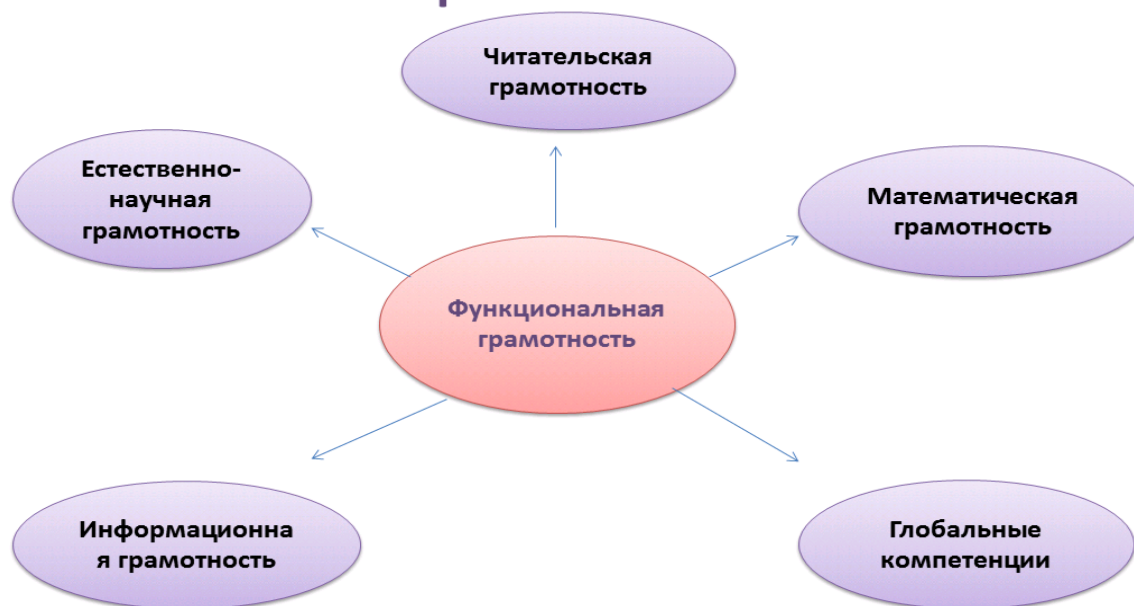 Читательская
грамотность
Естественно-
научная
грамотность
Математическая
грамотность
Функциональная
грамотность
Информационна
я грамотность
Глобальные
компетенции